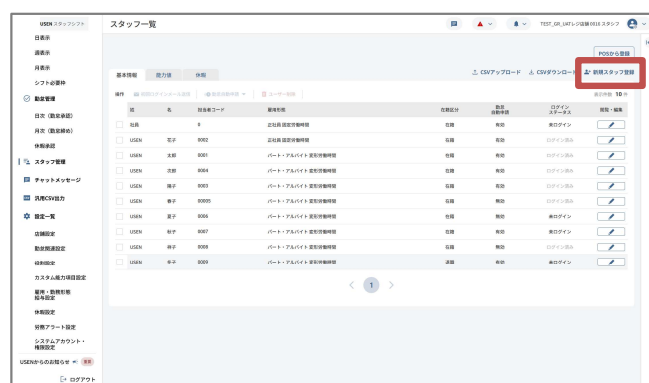 USEN スタッフシフト
スタッフ一覧
TEST_GR_UATレジ店舗0010 スタシフ
日表示
週表示
月表示
シフト必要枠
勤怠管理
日次（勤怠承認）
月次（勤怠締め）
休暇承認
スタッフ管理
チャットメッセージ
汎用CSV出力
設定一覧
店舗設定
勤怠関連設定
役割設定
カスタム能力項目設定
雇用・勤務形態
給与設定
休暇設定
労務アラート設定
システムアカウント・
権限設定
USENからのお知らせ 重要
ログアウト
POSから登録
基本情報 能力値 休暇
CSVアップロード CSVダウンロード 新規スタッフ登録
操作 ユーザー削除 表示件数 10 件
姓 名 担当者コード 雇用形態 在籍区分 勤怠自動申請 ログインステータス 閲覧・編集
社員 0 正社員 固定労働時間 在籍 有効 未ログイン
USEN 花子 0002 正社員 固定労働時間 在籍 有効 ログイン済み
USEN 太郎 0001 パート・アルバイト 変形労働時間 在籍 有効 ログイン済み
USEN 次郎 0004 パート・アルバイト 変形労働時間 在籍 有効 ログイン済み
USEN 陽子 0003 パート・アルバイト 変形労働時間 在籍 有効 ログイン済み
USEN 春子 00005 パート・アルバイト 変形労働時間 在籍 無効 ログイン済み
USEN 夏子 0006 パート・アルバイト 変形労働時間 在籍 無効 未ログイン
USEN 秋子 0007 パート・アルバイト 変形労働時間 在籍 有効 未ログイン
USEN 0008 パート・アルバイト 変形労働時間 在籍 無効 ログイン済み
USEN 冬子 0009 パート・アルバイト 変形労働時間 退職 有効 未ログイン
1